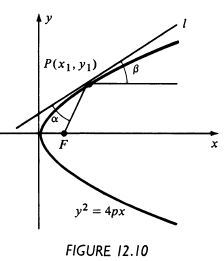 y
l
P(x₁, y₁)
β
α
F
x
y² = 4px
FIGURE 12.10